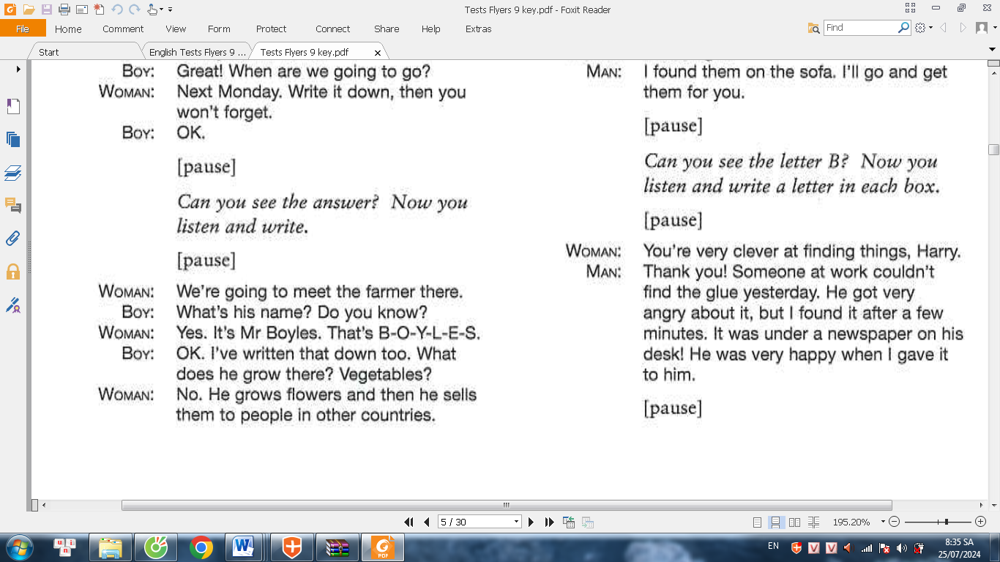 Tests Flyers 9 key.pdf - Foxit Reader
File Home Comment View Form Protect Connect Share Help Extras
Find
Start
English Tests Flyers 9 ...
Tests Flyers 9 key.pdf
BOY: Great! When are we going to go?
WOMAN: Next Monday. Write it down, then you
won't forget.
BOY: OK.
[pause]
Can you see the answer? Now you
listen and write.
[pause]
WOMAN: We're going to meet the farmer there.
BOY: What's his name? Do you know?
WOMAN: Yes. It's Mr Boyles. That's B-O-Y-L-E-S.
BOY: OK. I've written that down too. What
does he grow there? Vegetables?
WOMAN: No. He grows flowers and then he sells
them to people in other countries.
MAN: I found them on the sofa. I'll go and get
them for you.
[pause]
Can you see the letter B? Now you
listen and write a letter in each box.
[pause]
WOMAN: You're very clever at finding things, Harry.
MAN: Thank you! Someone at work couldn't
find the glue yesterday. He got very
angry about it, but I found it after a few
minutes. It was under a newspaper on his
desk! He was very happy when I gave it
to him.
[pause]
5 / 30
195.20%
u n i
W
PDF
EN
V V
8:35 SA
25/07/2024